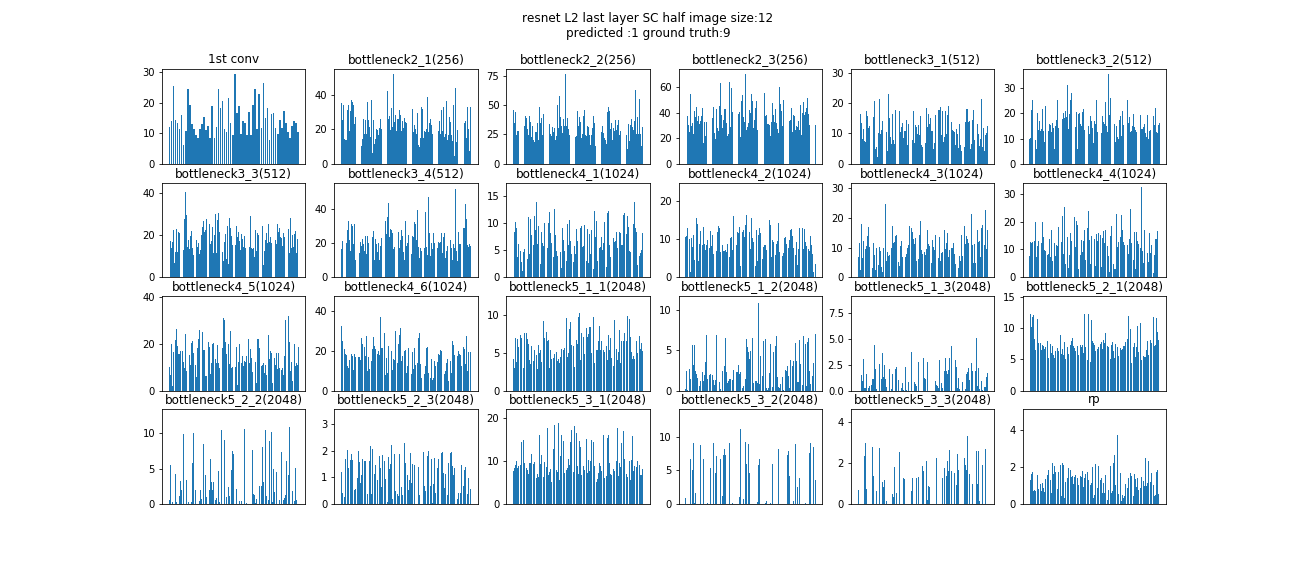 resnet L2 last layer SC half image size:12
predicted :1 ground truth:9
1st conv bottleneck2_1(256) bottleneck2_2(256) bottleneck2_3(256) bottleneck3_1(512) bottleneck3_2(512)
30 20 10 0
40 20 0
75 50 25 0
60 40 20 0
30 20 10 0
30 20 10 0
bottleneck3_3(512) bottleneck3_4(512) bottleneck4_1(1024) bottleneck4_2(1024) bottleneck4_3(1024) bottleneck4_4(1024)
40 20 0
40 20 0
15 10 5 0
20 10 0
30 20 10 0
30 20 10 0
bottleneck4_5(1024) bottleneck4_6(1024) bottleneck5_1_1(2048) bottleneck5_1_2(2048) bottleneck5_1_3(2048) bottleneck5_2_1(2048)
40 20 0
40 20 0
10 5 0
10 5 0
7.5 5.0 2.5 0.0
15 10 5 0
bottleneck5_2_2(2048) bottleneck5_2_3(2048) bottleneck5_3_1(2048) bottleneck5_3_2(2048) bottleneck5_3_3(2048) rp
10 5 0
3 2 1 0
20 10 0
10 5 0
4 2 0
4 2 0